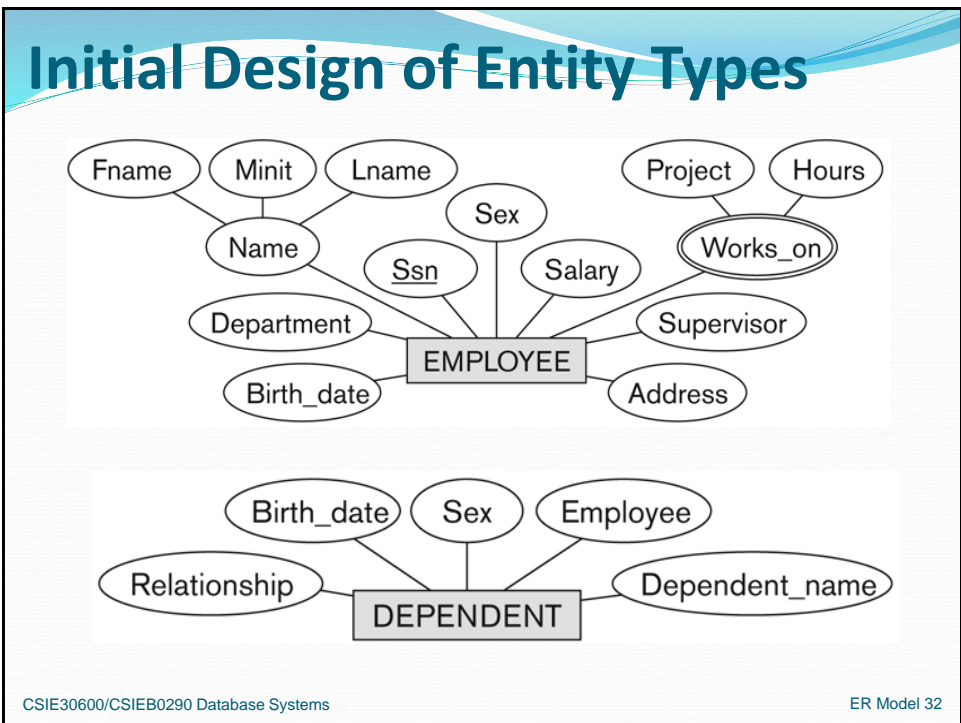 Initial Design of Entity Types
Fname Minit Lname Project Hours
Sex
Name Works_on
Ssn Salary
Department Supervisor
EMPLOYEE
Birth_date Address
Birth_date Sex Employee
Relationship Dependent_name
DEPENDENT
CSIE30600/CSIEB0290 Database Systems ER Model 32